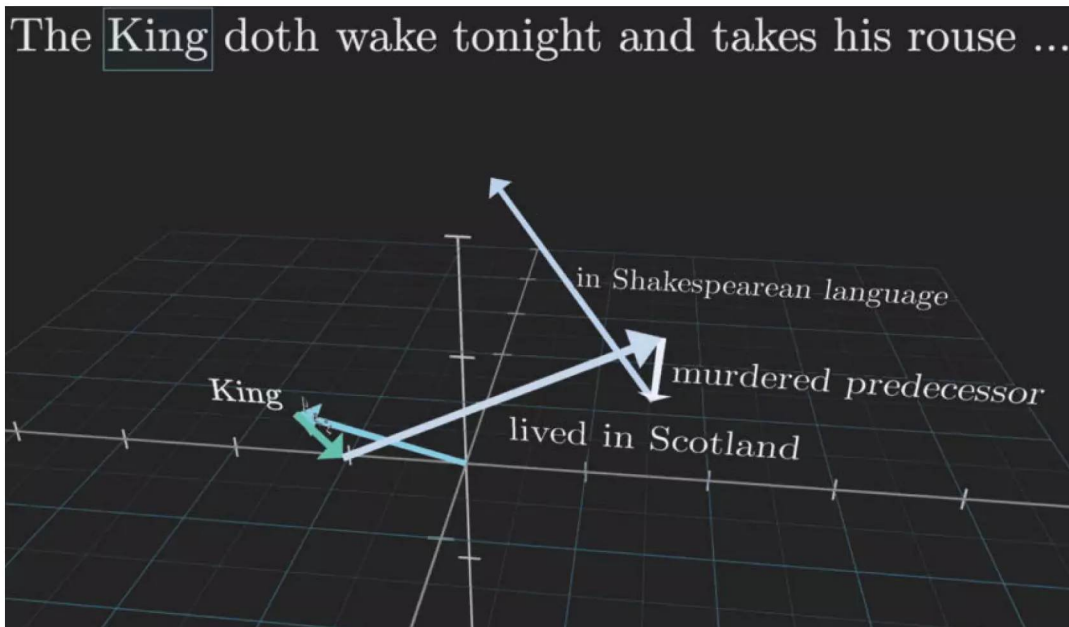 The King doth wake tonight and takes his rouse ...
in Shakespearean language
murdered predecessor
King
lived in Scotland